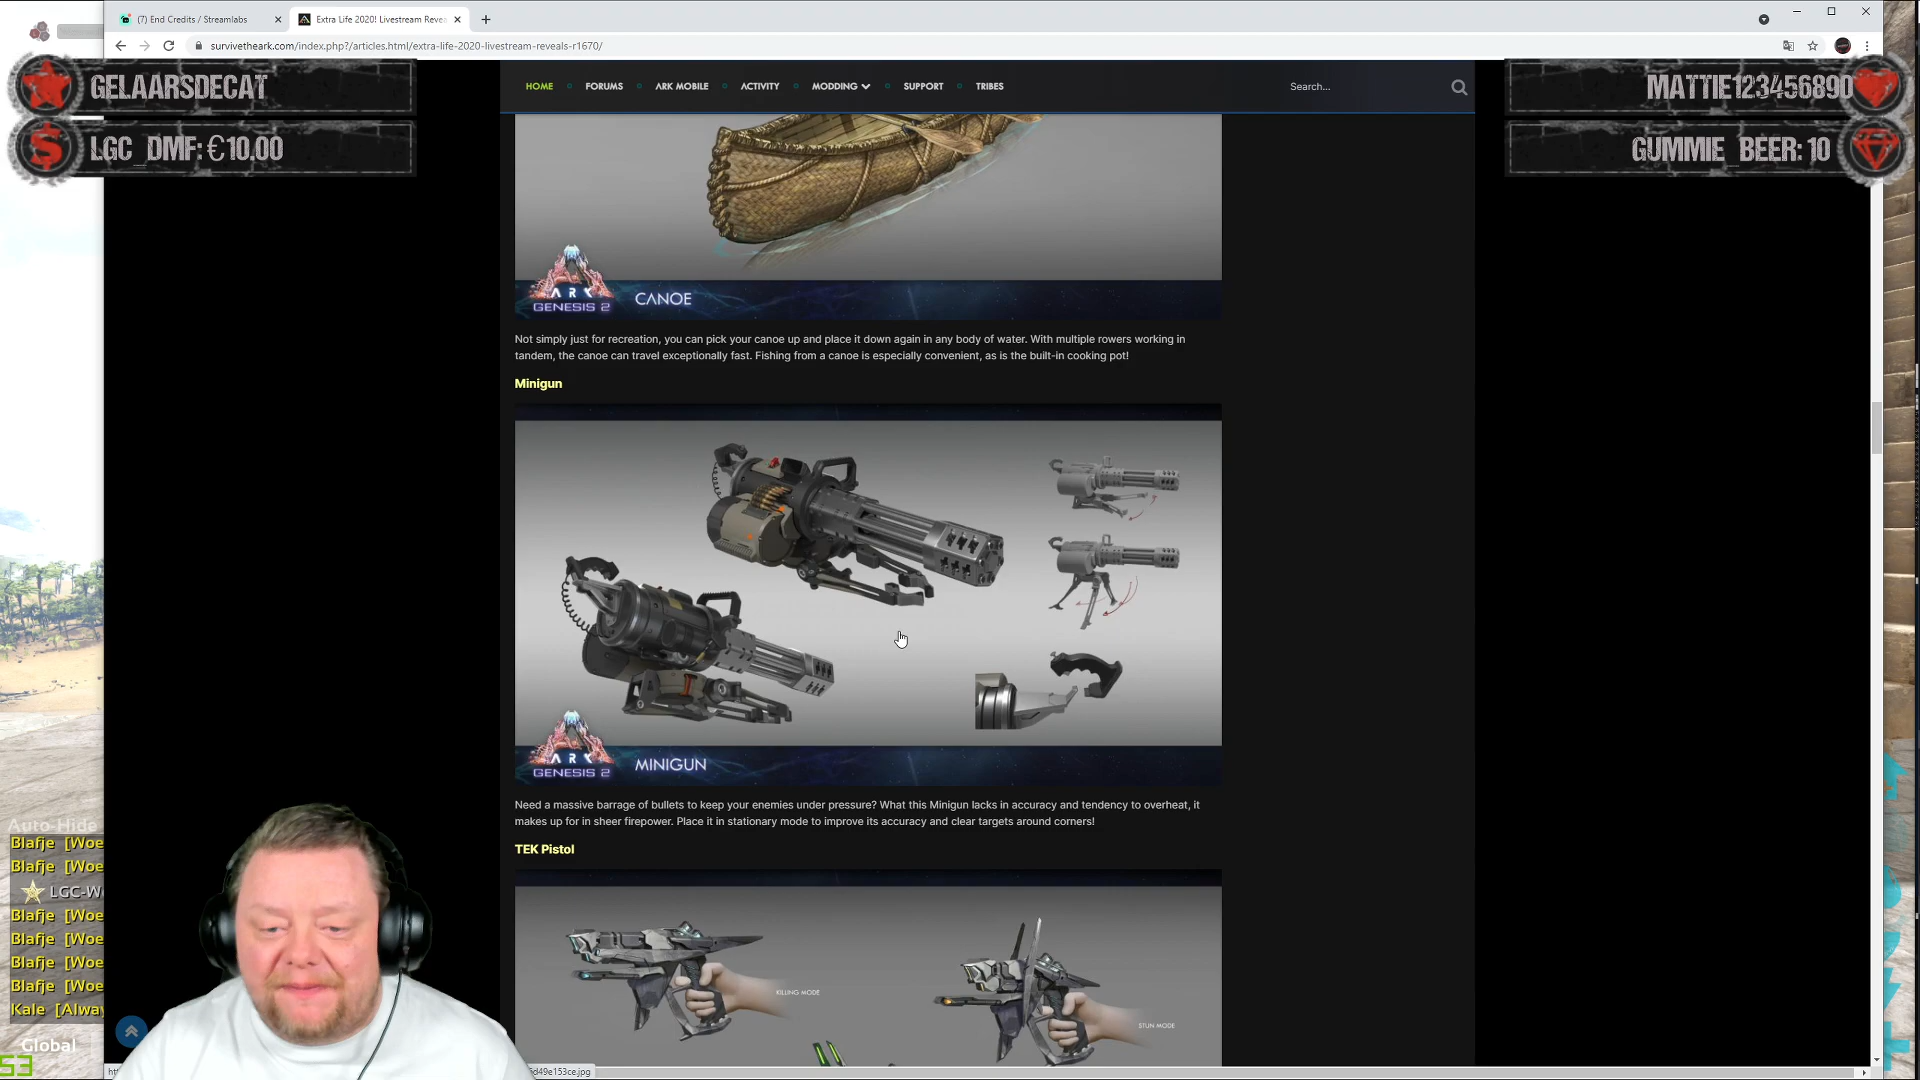 (7) End Credits / Streamlabs
Extra Life 2020! Livestream Revea
survivetheark.com/index.php?/articles.html/extra-life-2020-livestream-reveals-r1670/
GELAARSDECAT
LGC_DMF: €10.00
MATTIE123456890
GUMMIE_BEER: 10
HOME
FORUMS
ARK MOBILE
ACTIVITY
MODDING
SUPPORT
TRIBES
Search...
ARK
GENESIS 2
CANOE
Not simply just for recreation, you can pick your canoe up and place it down again in any body of water. With multiple rowers working in
tandem, the canoe can travel exceptionally fast. Fishing from a canoe is especially convenient, as is the built-in cooking pot!
Minigun
ARK
GENESIS 2
MINIGUN
Need a massive barrage of bullets to keep your enemies under pressure? What this Minigun lacks in accuracy and tendency to overheat, it
makes up for in sheer firepower. Place it in stationary mode to improve its accuracy and clear targets around corners!
TEK Pistol
KILLING MODE
STUN MODE
Auto-Hide
Blafje [Woe
Blafje [Woe
LGC-W
Blafje [Woe
Blafje [Woe
Blafje [Woe
Blafje [Woe
Kale [Alway
Global
53
d49e153ce.jpg